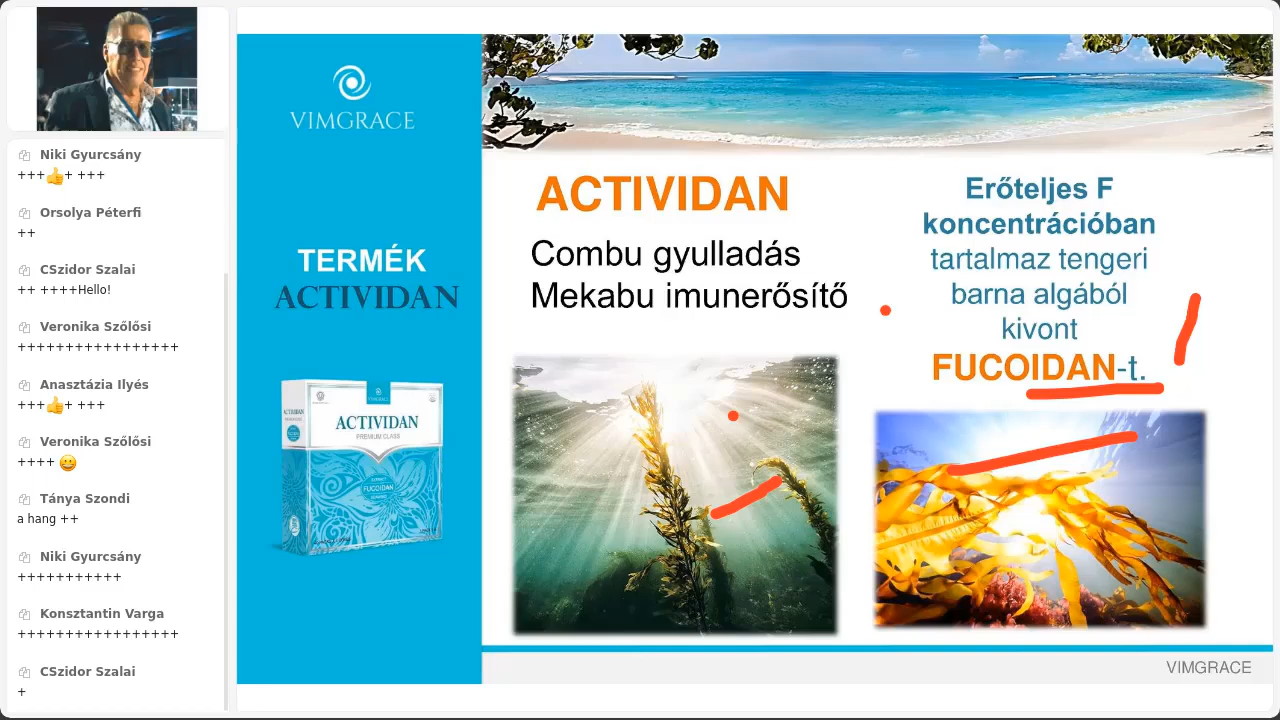 Niki Gyurcsány
+++👍+ +++
Orsolya Péterfi
++
CSzidor Szalai
++ ++++Hello!
Veronika Szőlősi
+++++++++++++++++
Anasztázia Ilyés
+++👍+ +++
Veronika Szőlősi
++++ 😀
Tánya Szondi
a hang ++
Niki Gyurcsány
+++++++++++
Konsztantin Varga
+++++++++++++++++
CSzidor Szalai
+
VIMGRACE
TERMÉK
ACTIVIDAN
VIMGRACE
ACTIVIDAN
ACTIVIDAN
PREMIUM CLASS
FUCOIDAN
ACTIVIDAN
Combu gyulladás
Mekabu imunerősítő
Erőteljes F
koncentrációban
tartalmaz tengeri
barna algából
kivont
FUCOIDAN-t.
VIMGRACE